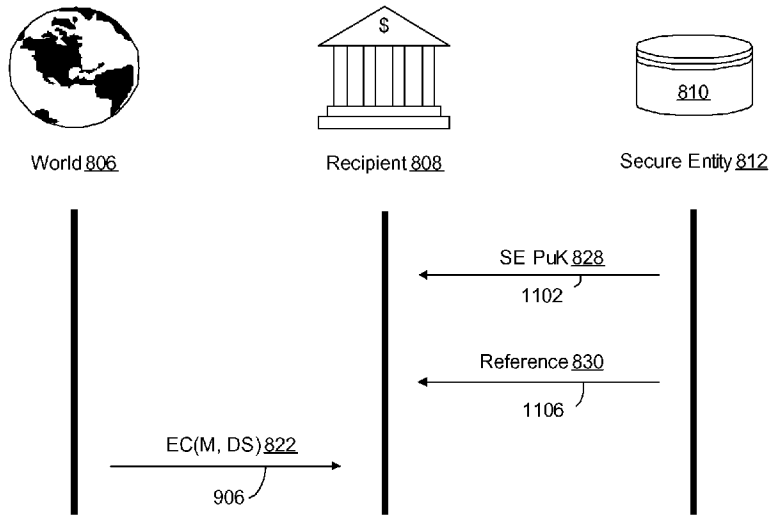 $
810
World 806
Recipient 808
Secure Entity 812
SE PuK 828
1102
Reference 830
1106
EC(M, DS) 822
906